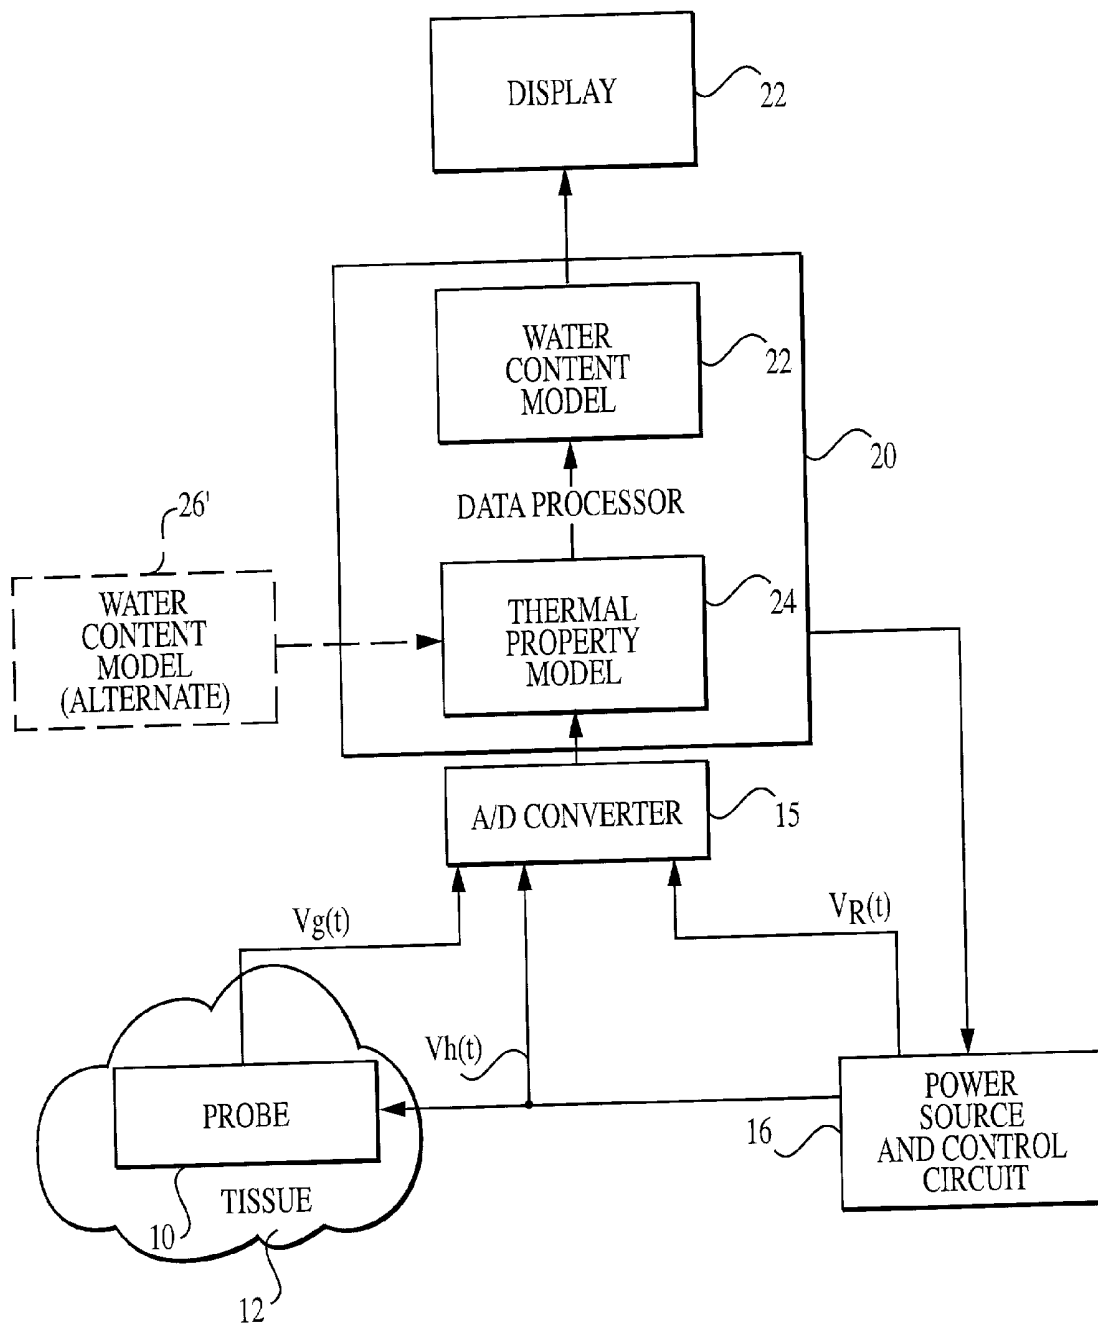 DISPLAY
22
WATER
CONTENT
MODEL
22
20
DATA PROCESSOR
26'
WATER
CONTENT
MODEL
(ALTERNATE)
THERMAL
PROPERTY
MODEL
24
A/D CONVERTER
15
Vg(t)
VR(t)
Vh(t)
PROBE
10
TISSUE
12
POWER
SOURCE
AND CONTROL
CIRCUIT
16